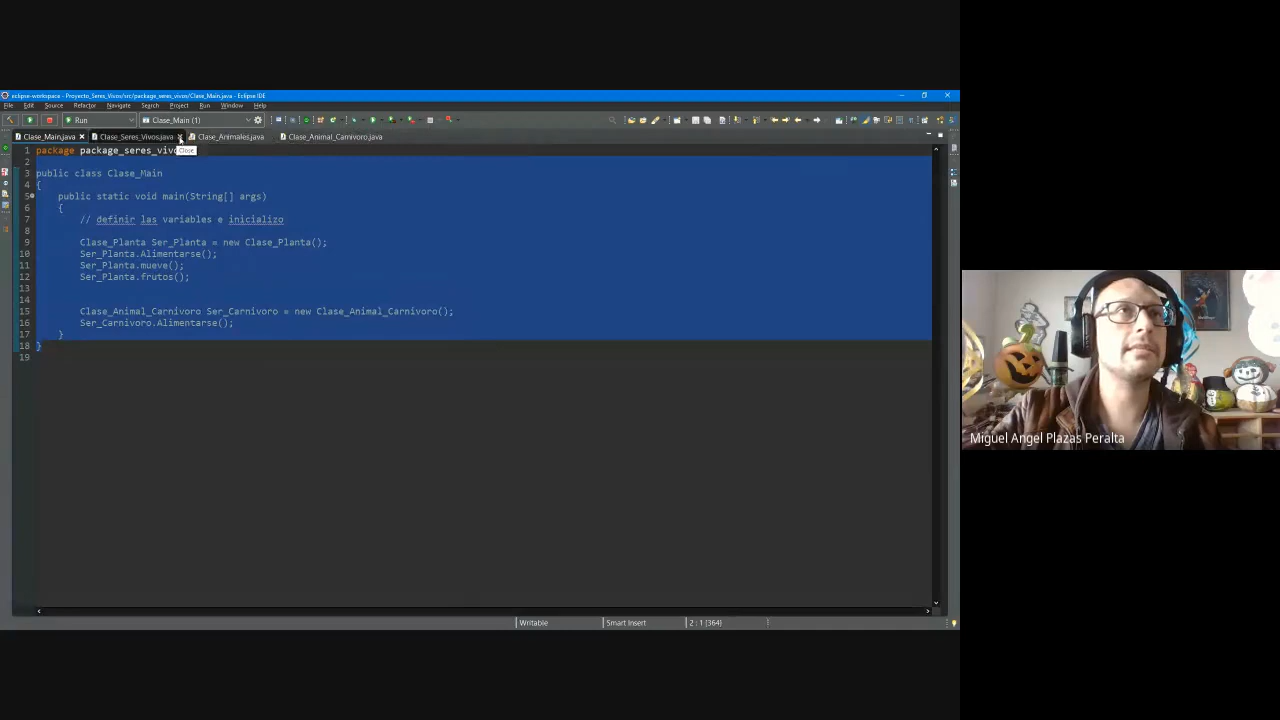 eclipse-workspace - Proyecto_Seres_Vivos/src/package_seres_vivos/Clase_Main.java - Eclipse IDE
File Edit Source Refactor Navigate Search Project Run Window Help
Run Clase_Main (1)
Clase_Main.java Clase_Seres_Vivos.java Clase_Animales.java Clase_Animal_Carnivoro.java
Close
1 package package_seres_vivo
2
3 public class Clase_Main
4 {
5 public static void main(String[] args)
6 {
7 // definir las variables e inicializo
8
9 Clase_Planta Ser_Planta = new Clase_Planta();
10 Ser_Planta.Alimentarse();
11 Ser_Planta.mueve();
12 Ser_Planta.frutos();
13
14
15 Clase_Animal_Carnivoro Ser_Carnivoro = new Clase_Animal_Carnivoro();
16 Ser_Carnivoro.Alimentarse();
17 }
18 }
19
Writable Smart Insert 2 : 1 [364]
Miguel Angel Plazas Peralta